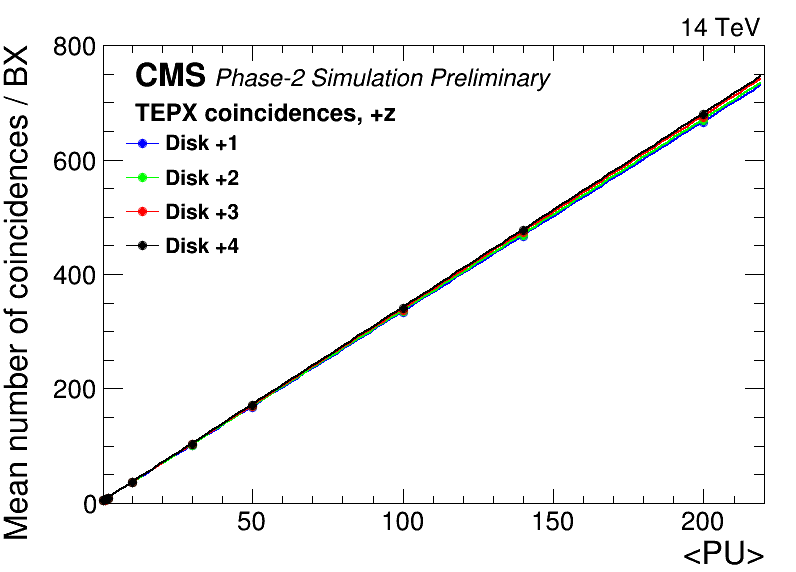 14 TeV
CMS Phase-2 Simulation Preliminary
TEPX coincidences, +z
Disk +1
Disk +2
Disk +3
Disk +4
Mean number of coincidences / BX
800
600
400
200
0
50 100 150 200
<PU>